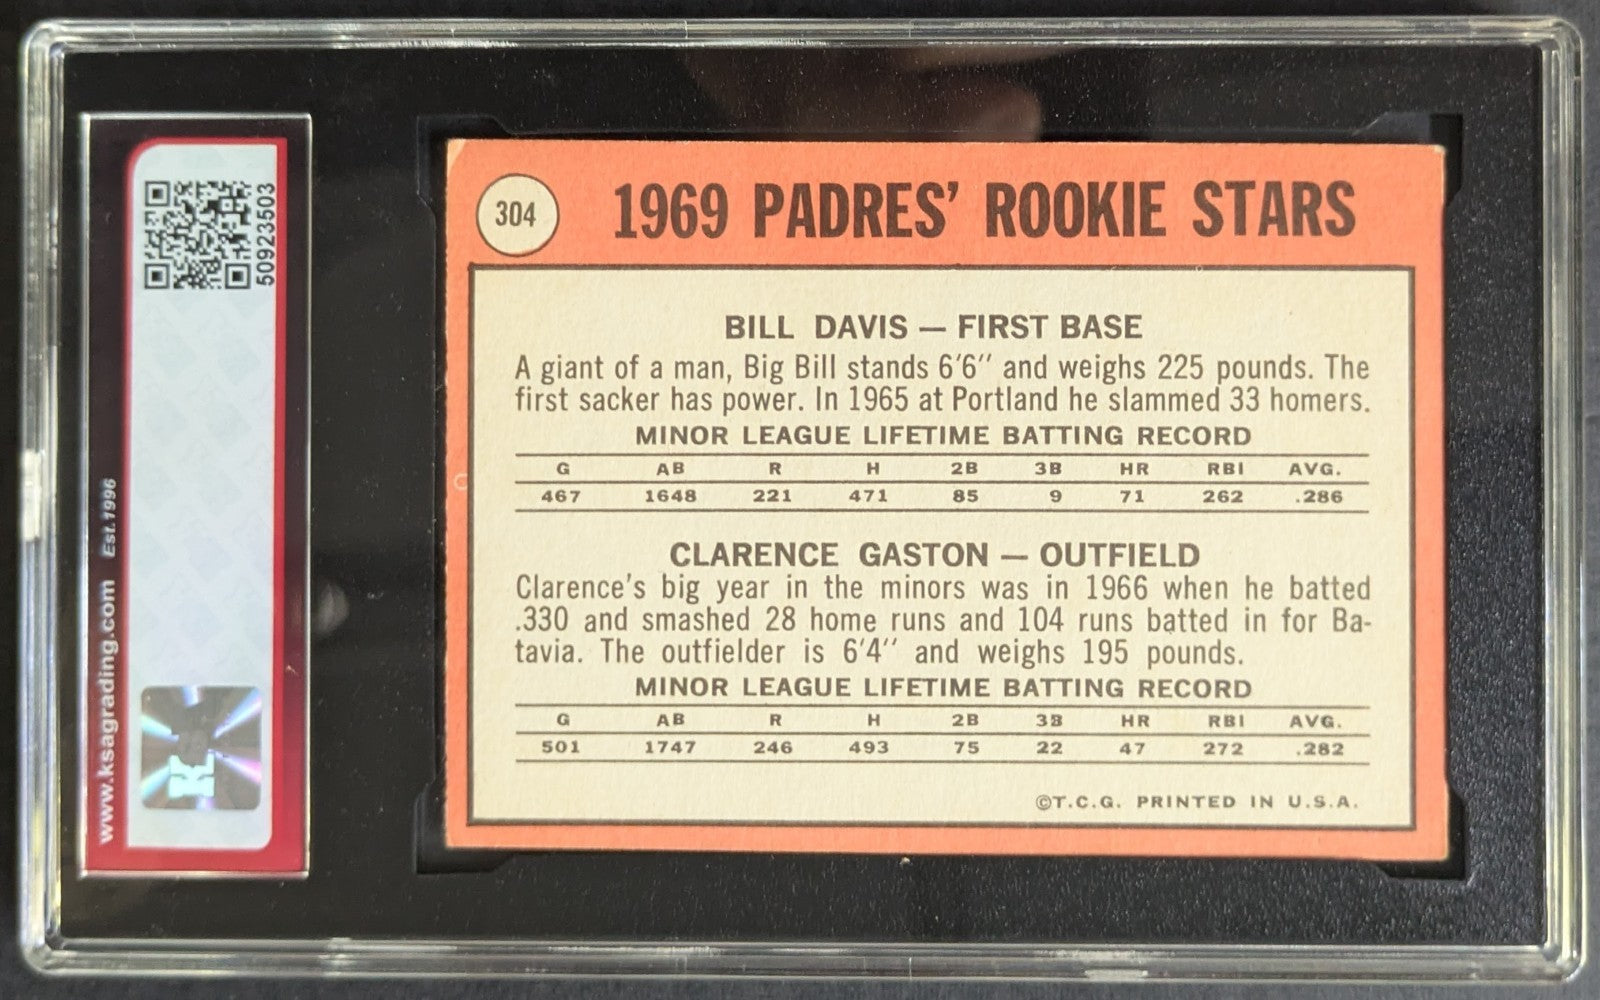 50923503
www.ksagrading.com Est.1996
304
1969 PADRES' ROOKIE STARS
BILL DAVIS — FIRST BASE
A giant of a man, Big Bill stands 6'6'' and weighs 225 pounds. The
first sacker has power. In 1965 at Portland he slammed 33 homers.
MINOR LEAGUE LIFETIME BATTING RECORD
G AB R H 2B 3B HR RBI AVG.
467 1648 221 471 85 9 71 262 .286
CLARENCE GASTON — OUTFIELD
Clarence's big year in the minors was in 1966 when he batted
.330 and smashed 28 home runs and 104 runs batted in for Ba-
tavia. The outfielder is 6'4'' and weighs 195 pounds.
MINOR LEAGUE LIFETIME BATTING RECORD
G AB R H 2B 3B HR RBI AVG.
501 1747 246 493 75 22 47 272 .282
©T.C.G. PRINTED IN U.S.A.